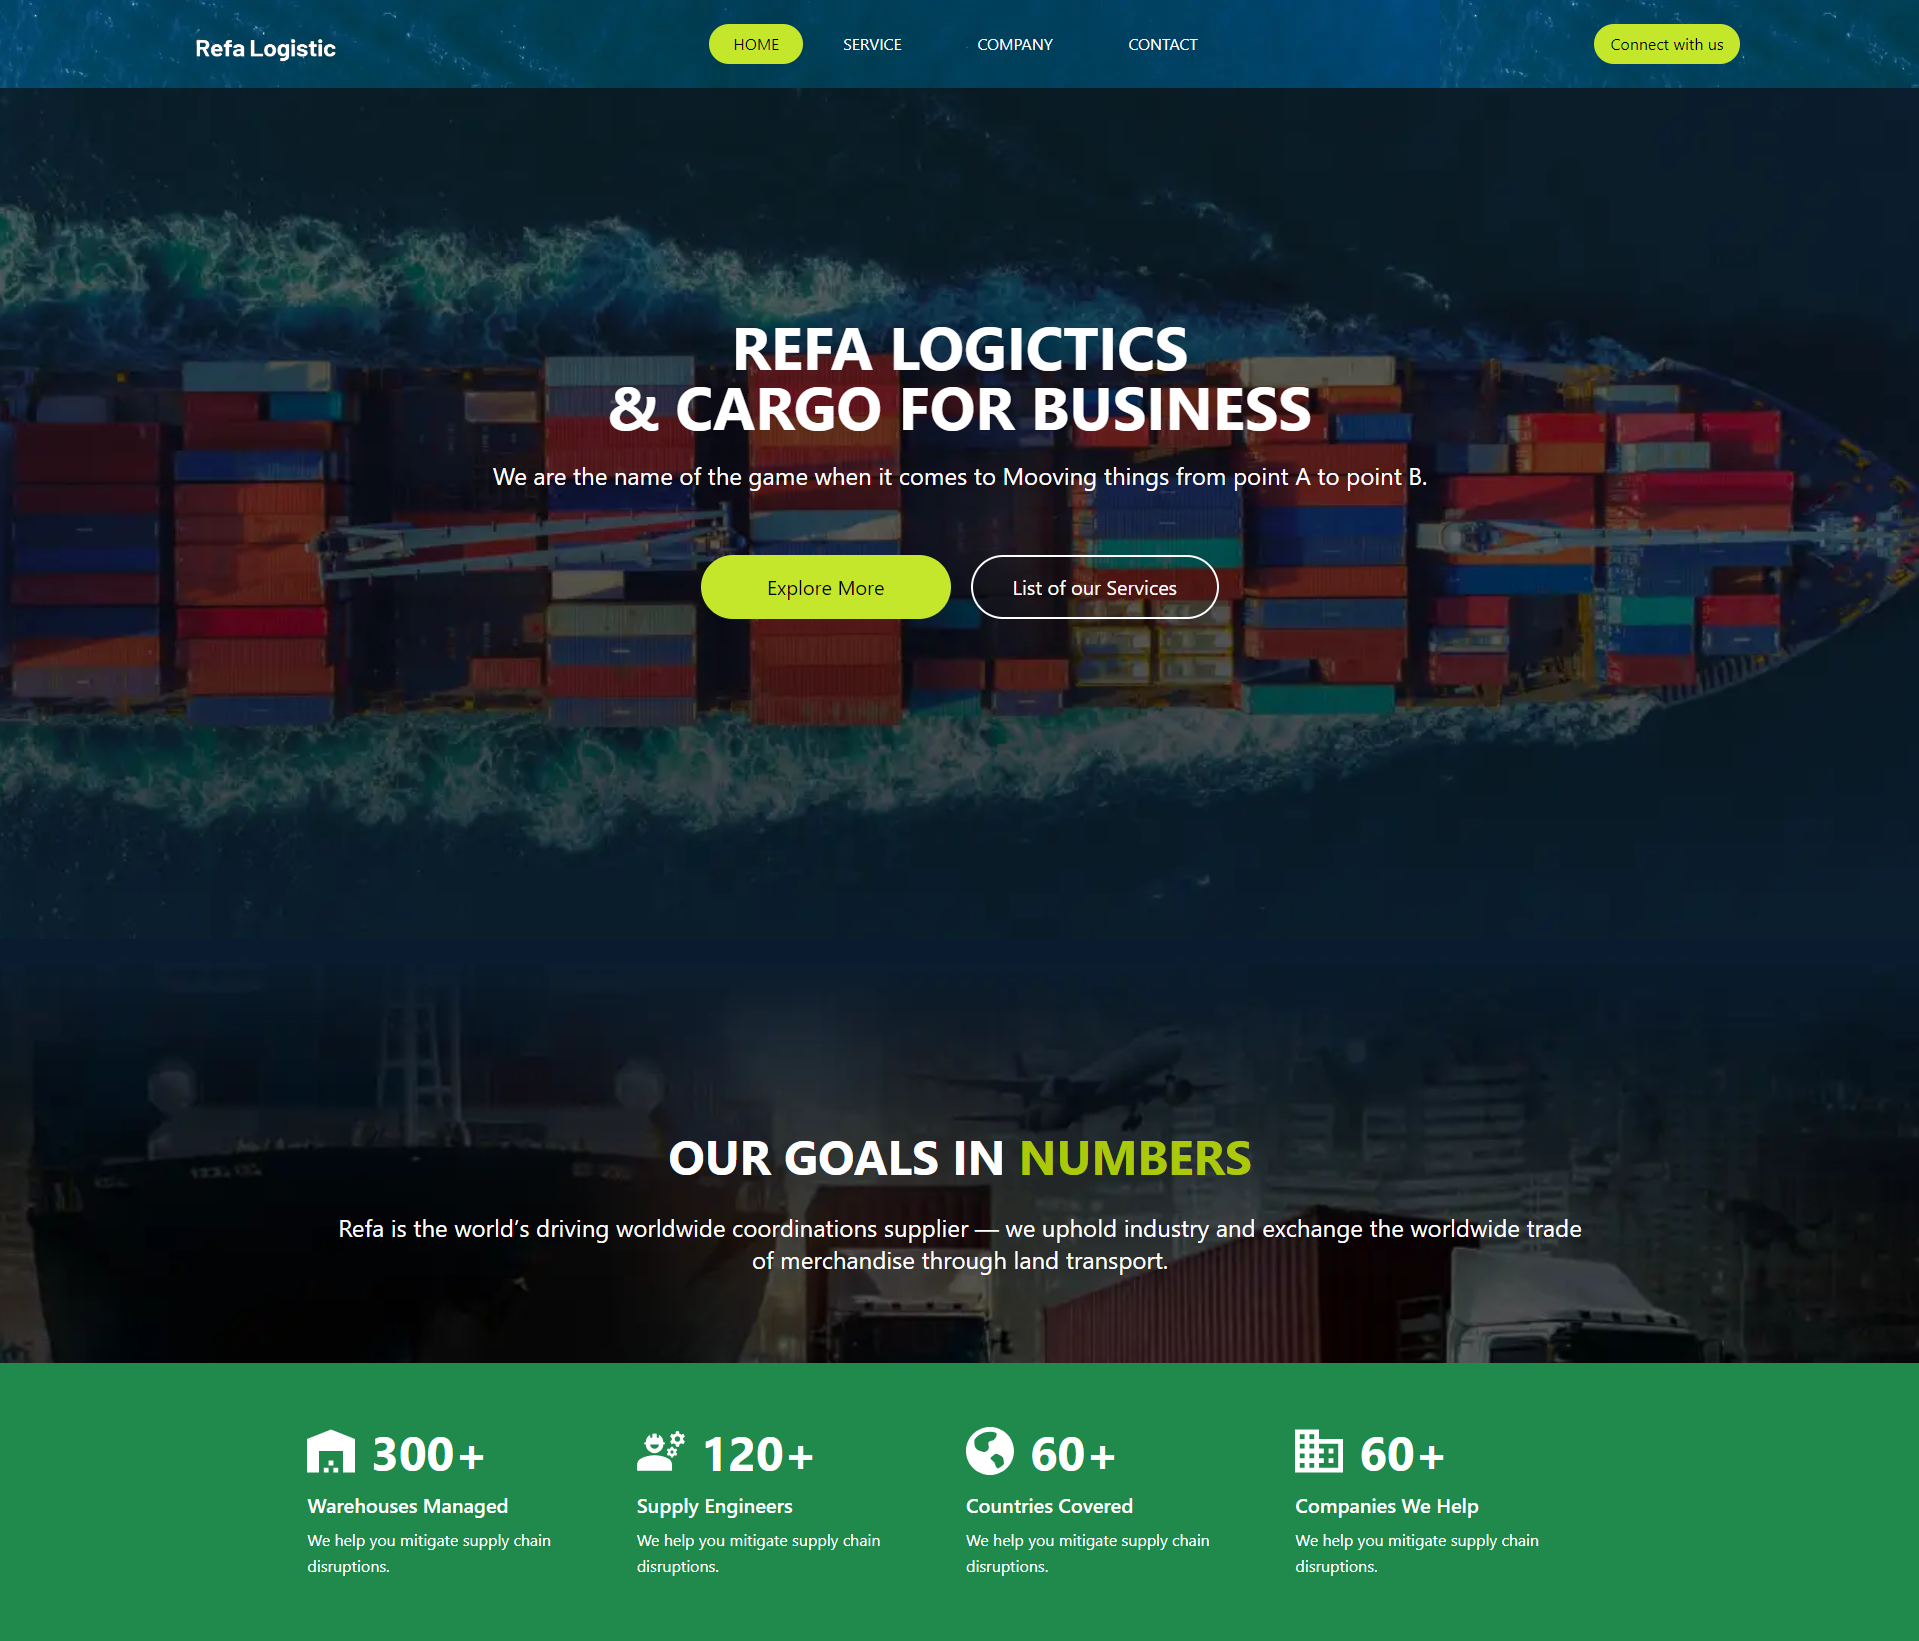 Refa Logistic
HOME
SERVICE
COMPANY
CONTACT
Connect with us
REFA LOGICTICS
& CARGO FOR BUSINESS
We are the name of the game when it comes to Mooving things from point A to point B.
Explore More
List of our Services
OUR GOALS IN NUMBERS
Refa is the world’s driving worldwide coordinations supplier — we uphold industry and exchange the worldwide trade
of merchandise through land transport.
300+
Warehouses Managed
We help you mitigate supply chain
disruptions.
120+
Supply Engineers
We help you mitigate supply chain
disruptions.
60+
Countries Covered
We help you mitigate supply chain
disruptions.
60+
Companies We Help
We help you mitigate supply chain
disruptions.